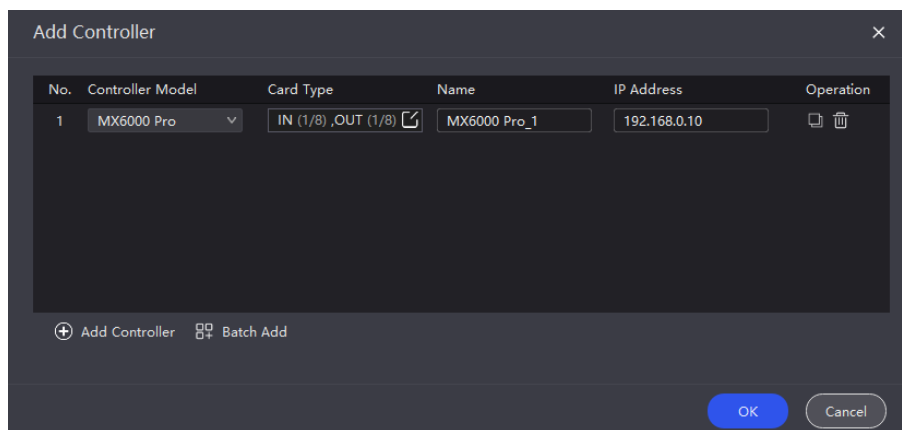 Add Controller
No. Controller Model Card Type Name IP Address Operation
1 MX6000 Pro IN (1/8) ,OUT (1/8) MX6000 Pro_1 192.168.0.10
Add Controller Batch Add
OK Cancel